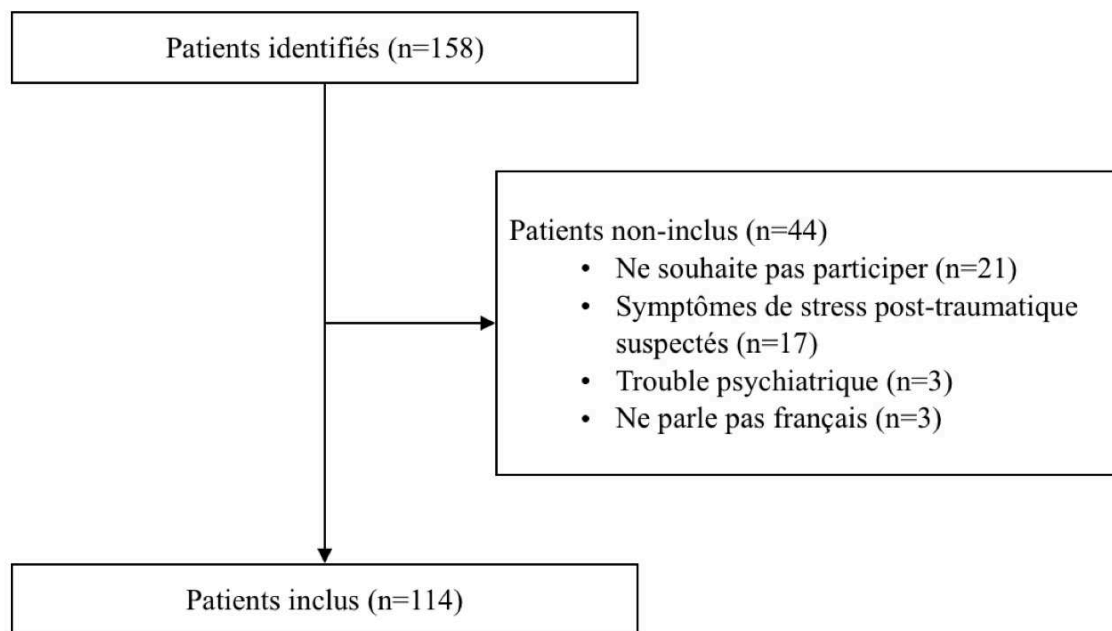 Patients identifiés (n=158)
Patients non-inclus (n=44)
• Ne souhaite pas participer (n=21)
• Symptômes de stress post-traumatique
suspectés (n=17)
• Trouble psychiatrique (n=3)
• Ne parle pas français (n=3)
Patients inclus (n=114)